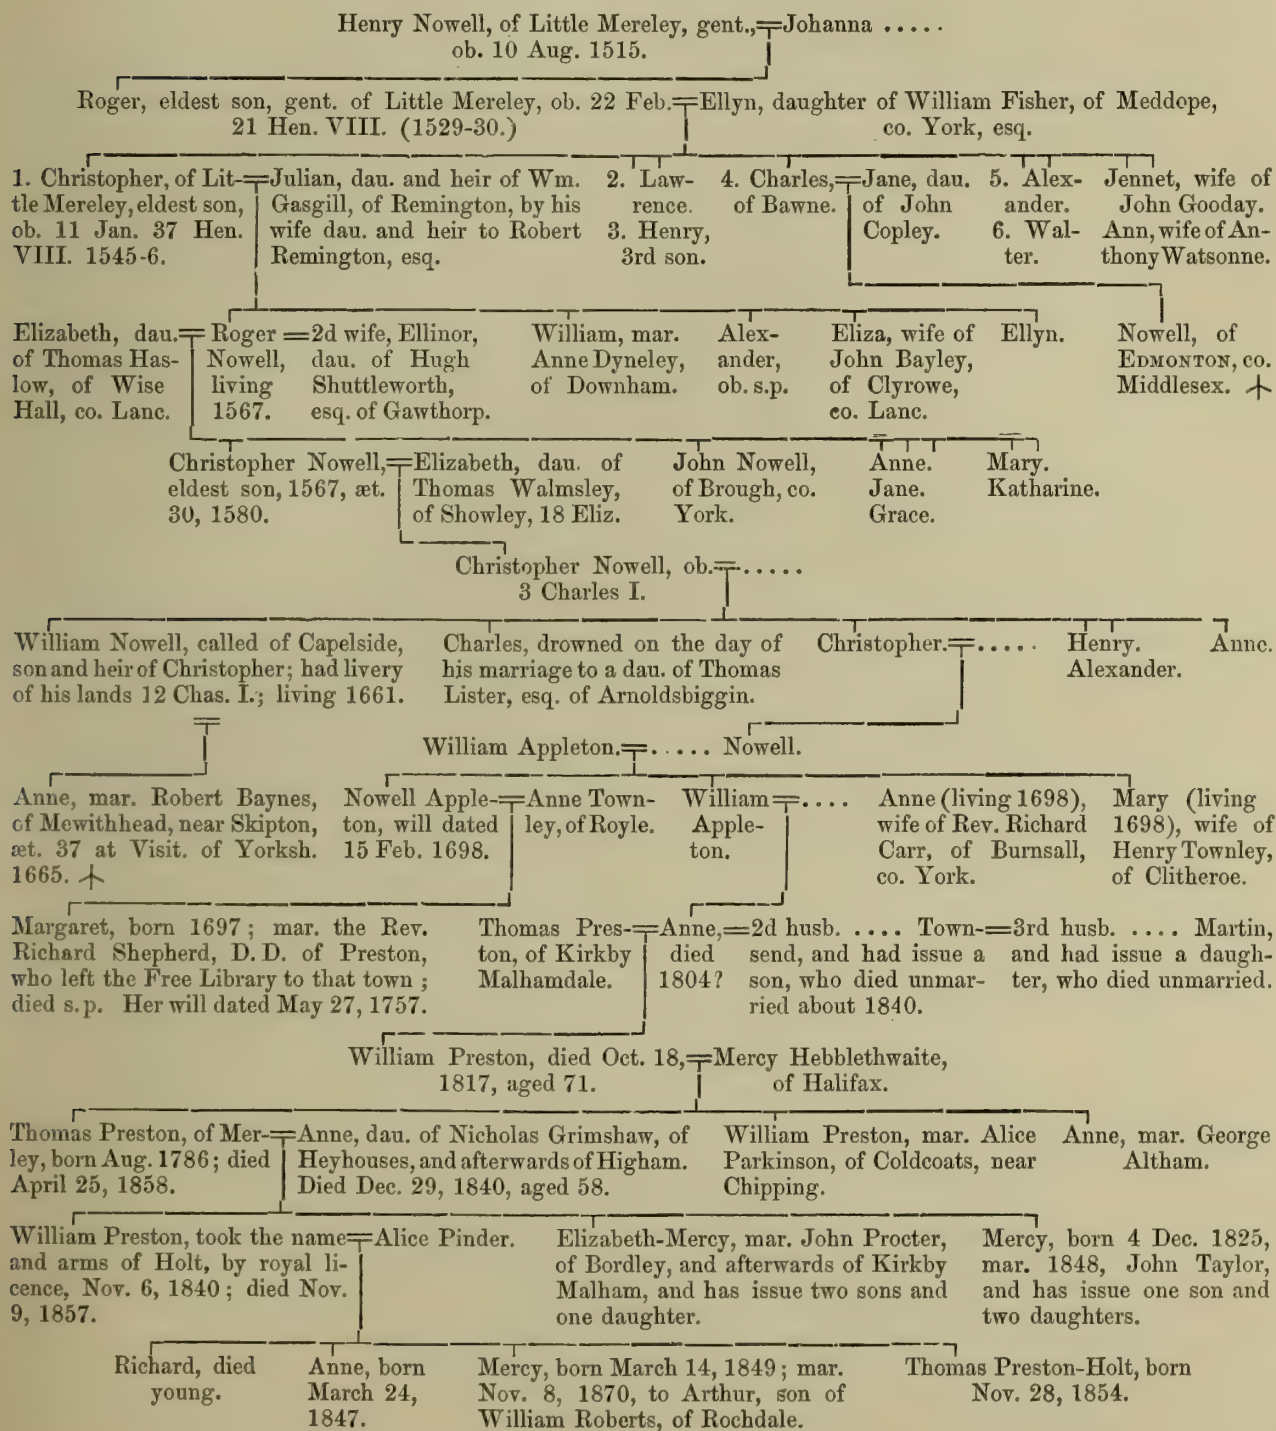 Henry Nowell, of Little Mereley, gent.,=Johanna .....
ob. 10 Aug. 1515.
Roger, eldest son, gent. of Little Mereley, ob. 22 Feb.=Ellyn, daughter of William Fisher, of Meddope,
21 Hen. VIII. (1529-30.)
co. York, esq.
1. Christopher, of Lit-
tle Mereley, eldest son,
ob. 11 Jan. 37 Hen.
VIII. 1545-6.
=Julian, dau. and heir of Wm.
Gasgill, of Remington, by his
wife dau. and heir to Robert
Remington, esq.
2. Law-
rence.
3. Henry,
3rd son.
4. Charles,
of Bawne.
=Jane, dau.
of John
Copley.
5. Alex-
ander.
6. Wal-
ter.
Jennet, wife of
John Gooday.
Ann, wife of An-
thony Watsonne.
Elizabeth, dau.
of Thomas Has-
low, of Wise
Hall, co. Lanc.
=Roger
Nowell,
living
1567.
=2d wife, Ellinor,
dau. of Hugh
Shuttleworth,
esq. of Gawthorp.
William, mar.
Anne Dyneley,
of Downham.
Alex-
ander,
ob. s.p.
Eliza, wife of
John Bayley,
of Clyrowe,
co. Lanc.
Ellyn.
Nowell, of
EDMONTON, co.
Middlesex.
Christopher Nowell,
eldest son, 1567, æt.
30, 1580.
=Elizabeth, dau. of
Thomas Walmsley,
of Showley, 18 Eliz.
John Nowell,
of Brough, co.
York.
Anne.
Jane.
Grace.
Mary.
Katharine.
Christopher Nowell, ob.=.....
3 Charles I.
William Nowell, called of Capelside,
son and heir of Christopher; had livery
of his lands 12 Chas. I.; living 1661.
Charles, drowned on the day of
his marriage to a dau. of Thomas
Lister, esq. of Arnoldsbiggin.
Christopher.=.....
Henry.
Alexander.
Anne.
William Appleton.=..... Nowell.
Anne, mar. Robert Baynes,
of Mewithhead, near Skipton,
æt. 37 at Visit. of Yorksh.
1665.
Nowell Apple-
ton, will dated
15 Feb. 1698.
=Anne Town-
ley, of Royle.
William
Apple-
ton.
=....
Anne (living 1698),
wife of Rev. Richard
Carr, of Burnsall,
co. York.
Mary (living
1698), wife of
Henry Townley,
of Clitheroe.
Margaret, born 1697; mar. the Rev.
Richard Shepherd, D. D. of Preston,
who left the Free Library to that town;
died s.p. Her will dated May 27, 1757.
Thomas Pres-
ton, of Kirkby
Malhamdale.
=Anne,
died
1804?
=2d husb. .... Town-
send, and had issue a
son, who died unmar-
ried about 1840.
=3rd husb. .... Martin,
and had issue a daugh-
ter, who died unmarried.
William Preston, died Oct. 18,
1817, aged 71.
=Mercy Hebblethwaite,
of Halifax.
Thomas Preston, of Mer-
ley, born Aug. 1786; died
April 25, 1858.
=Anne, dau. of Nicholas Grimshaw, of
Heyhouses, and afterwards of Higham.
Died Dec. 29, 1840, aged 58.
William Preston, mar. Alice
Parkinson, of Coldcoats, near
Chipping.
Anne, mar. George
Altham.
William Preston, took the name
and arms of Holt, by royal li-
cence, Nov. 6, 1840; died Nov.
9, 1857.
=Alice Pinder.
Elizabeth-Mercy, mar. John Procter,
of Bordley, and afterwards of Kirkby
Malham, and has issue two sons and
one daughter.
Mercy, born 4 Dec. 1825,
mar. 1848, John Taylor,
and has issue one son and
two daughters.
Richard, died
young.
Anne, born
March 24,
1847.
Mercy, born March 14, 1849; mar.
Nov. 8, 1870, to Arthur, son of
William Roberts, of Rochdale.
Thomas Preston-Holt, born
Nov. 28, 1854.